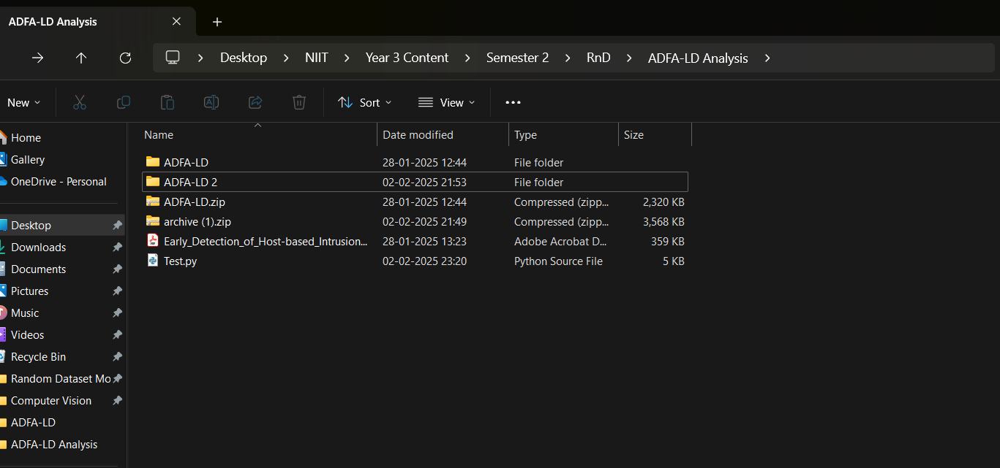 ADFA-LD Analysis
Desktop NIIT Year 3 Content Semester 2 RnD ADFA-LD Analysis
New Sort View
Name Date modified Type Size
Home
Gallery
OneDrive - Personal
Desktop
Downloads
Documents
Pictures
Music
Videos
Recycle Bin
Random Dataset Mo
Computer Vision
ADFA-LD
ADFA-LD Analysis
ADFA-LD 28-01-2025 12:44 File folder
ADFA-LD 2 02-02-2025 21:53 File folder
ADFA-LD.zip 28-01-2025 12:44 Compressed (zipp... 2,320 KB
archive (1).zip 02-02-2025 21:49 Compressed (zipp... 3,568 KB
Early_Detection_of_Host-based_Intrusion... 28-01-2025 13:23 Adobe Acrobat D... 359 KB
Test.py 02-02-2025 23:20 Python Source File 5 KB